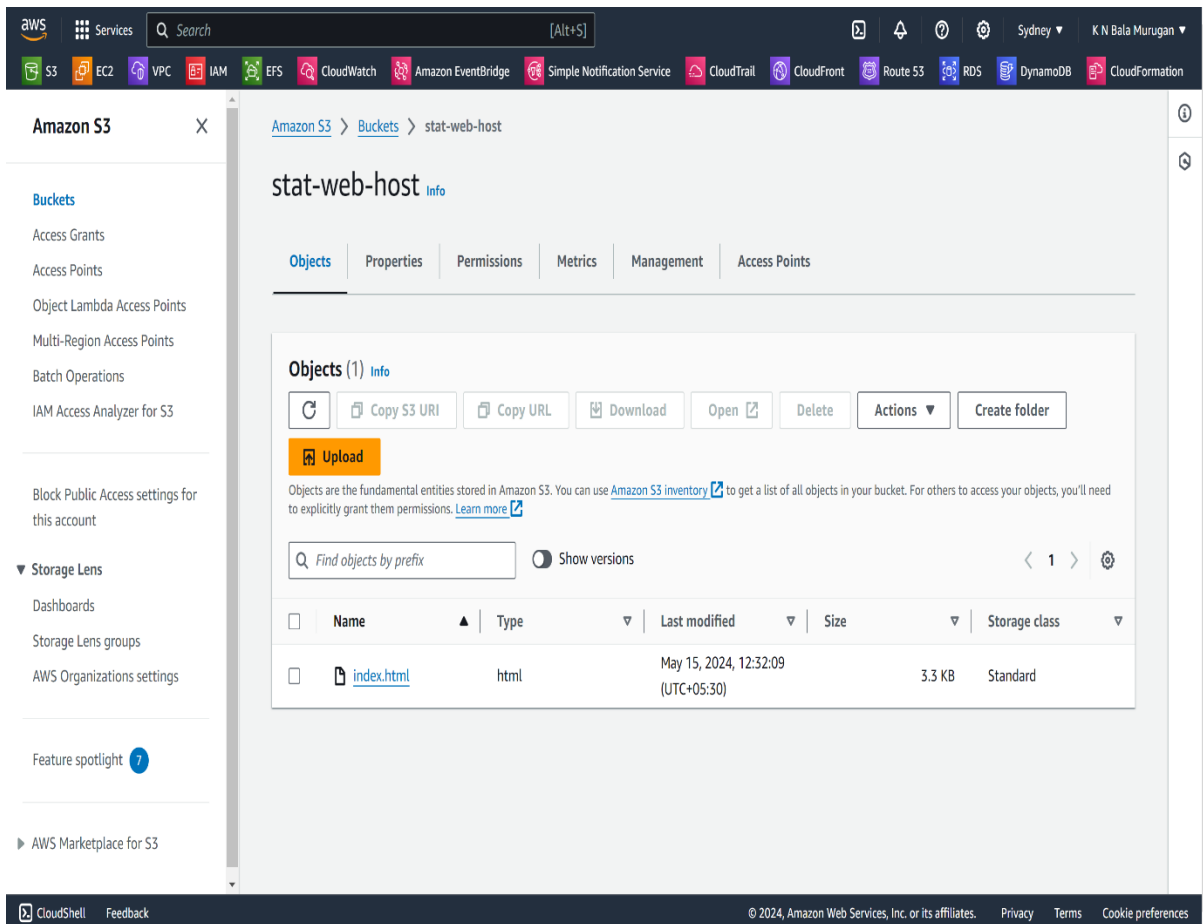 aws
Services
Search
[Alt+S]
Sydney ▼
K N Bala Murugan ▼
S3
EC2
VPC
IAM
EFS
CloudWatch
Amazon EventBridge
Simple Notification Service
CloudTrail
CloudFront
Route 53
RDS
DynamoDB
CloudFormation
Amazon S3
Buckets
Access Grants
Access Points
Object Lambda Access Points
Multi-Region Access Points
Batch Operations
IAM Access Analyzer for S3
Block Public Access settings for
this account
▼ Storage Lens
Dashboards
Storage Lens groups
AWS Organizations settings
Feature spotlight 7
AWS Marketplace for S3
Amazon S3 > Buckets > stat-web-host
stat-web-host Info
Objects
Properties
Permissions
Metrics
Management
Access Points
Objects (1) Info
Copy S3 URI
Copy URL
Download
Open
Delete
Actions ▼
Create folder
Upload
Objects are the fundamental entities stored in Amazon S3. You can use Amazon S3 inventory to get a list of all objects in your bucket. For others to access your objects, you'll need
to explicitly grant them permissions. Learn more
Find objects by prefix
Show versions
< 1 >
Name
Type
Last modified
Size
Storage class
index.html
html
May 15, 2024, 12:32:09
(UTC+05:30)
3.3 KB
Standard
CloudShell
Feedback
© 2024, Amazon Web Services, Inc. or its affiliates.
Privacy
Terms
Cookie preferences